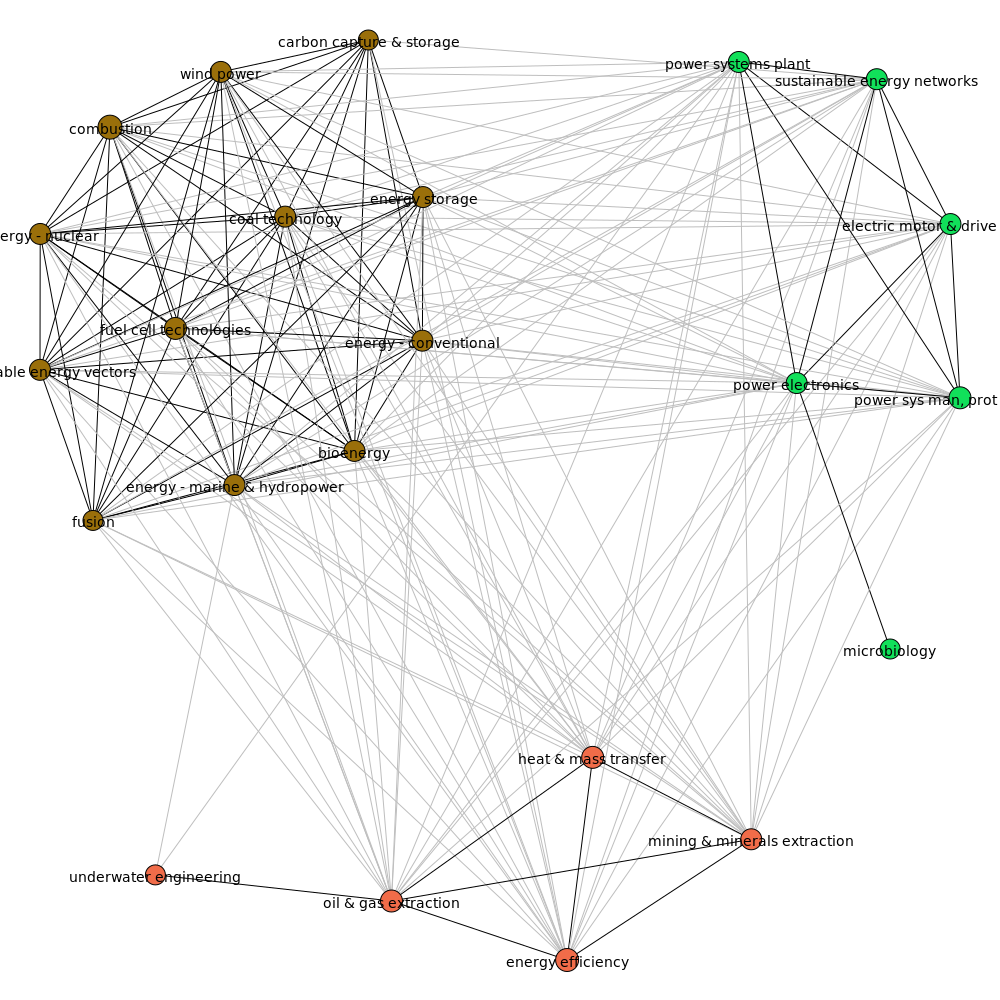 carbon capture & storage
power systems plant
wind power
sustainable energy networks
combustion
energy storage
coal technology
electric motor & drive
ergy - nuclear
fuel cell technologies
energy - conventional
able energy vectors
power electronics
power sys man, prot
bioenergy
energy - marine & hydropower
fusion
microbiology
heat & mass transfer
mining & minerals extraction
underwater engineering
oil & gas extraction
energy efficiency